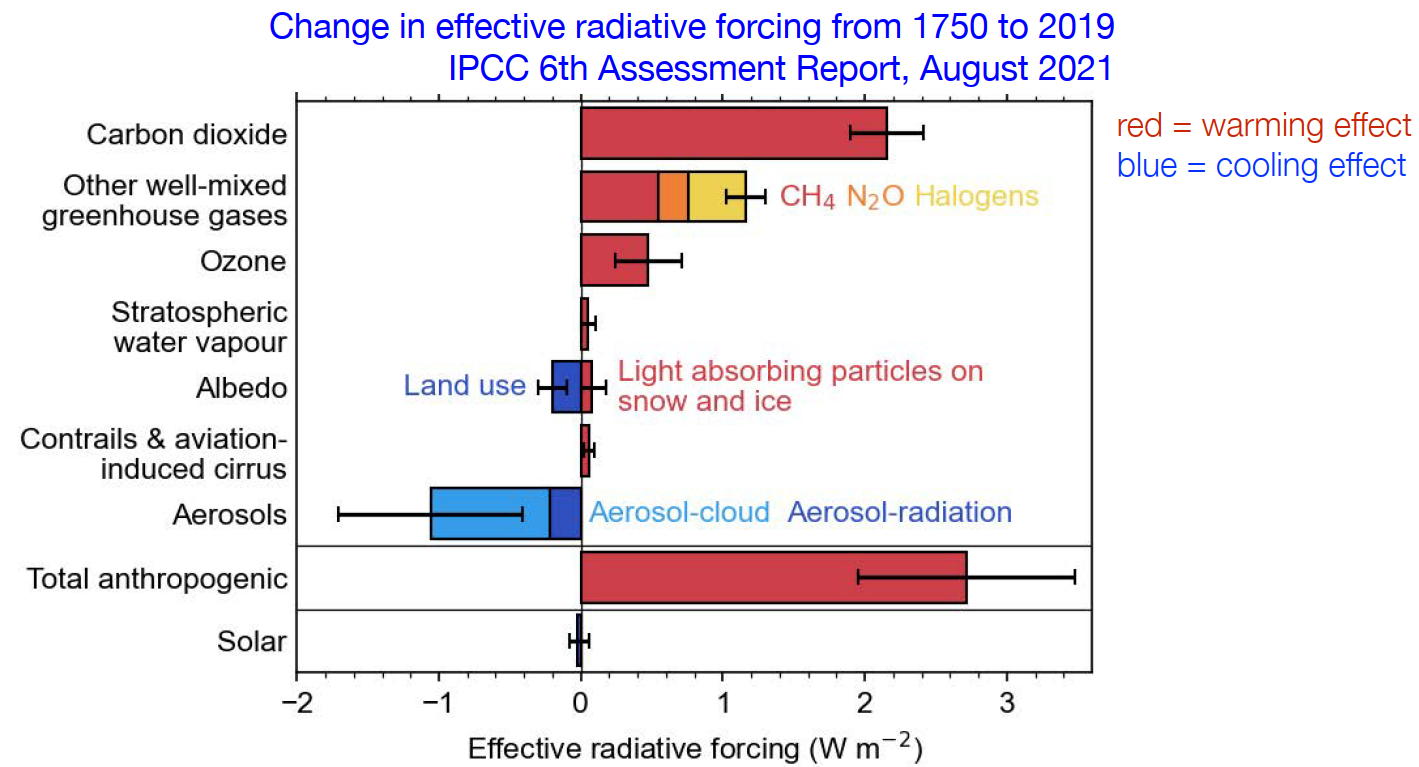 Change in effective radiative forcing from 1750 to 2019
IPCC 6th Assessment Report, August 2021
red = warming effect
blue = cooling effect
Carbon dioxide
Other well-mixed
greenhouse gases
CH₄ N₂O Halogens
Ozone
Stratospheric
water vapour
Albedo
Land use
Light absorbing particles on
snow and ice
Contrails & aviation-
induced cirrus
Aerosols
Aerosol-cloud Aerosol-radiation
Total anthropogenic
Solar
−2 −1 0 1 2 3
Effective radiative forcing (W m⁻²)